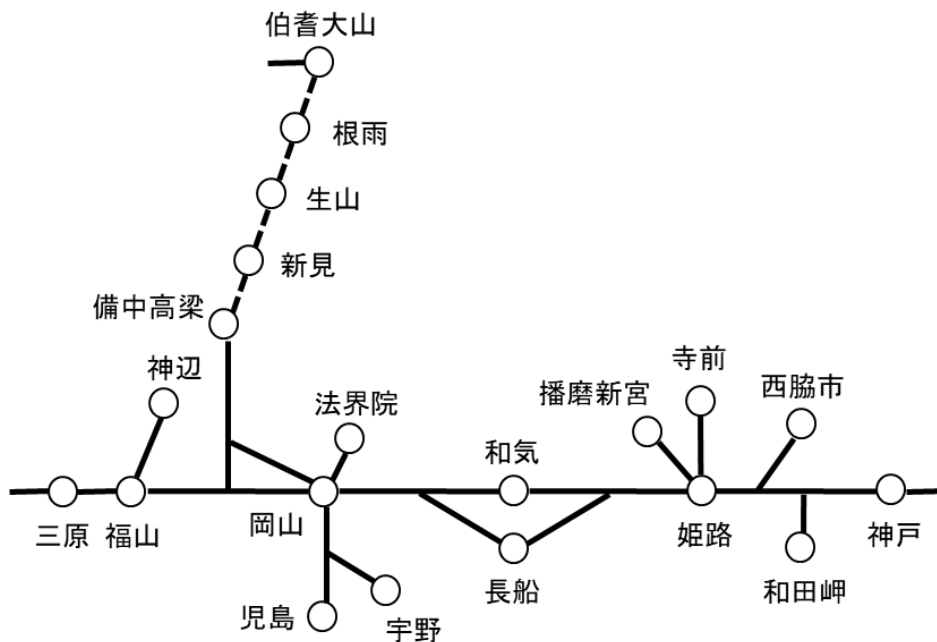 伯耆大山
根雨
生山
新見
備中高梁
神辺
法界院
和気
播磨新宮
寺前
西脇市
三原
福山
岡山
姫路
神戸
長船
和田岬
児島
宇野